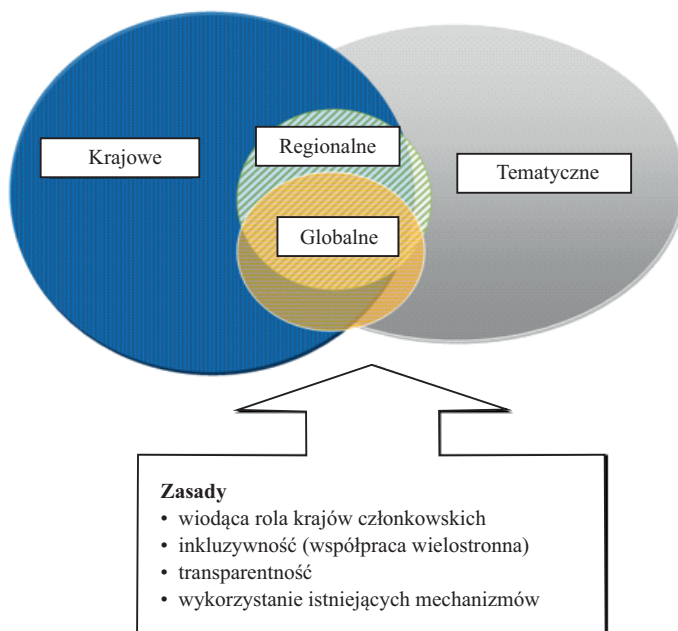 Krajowe
Regionalne
Tematyczne
Globalne
Zasady
• wiodąca rola krajów członkowskich
• inkluzywność (współpraca wielostronna)
• transparentność
• wykorzystanie istniejących mechanizmów